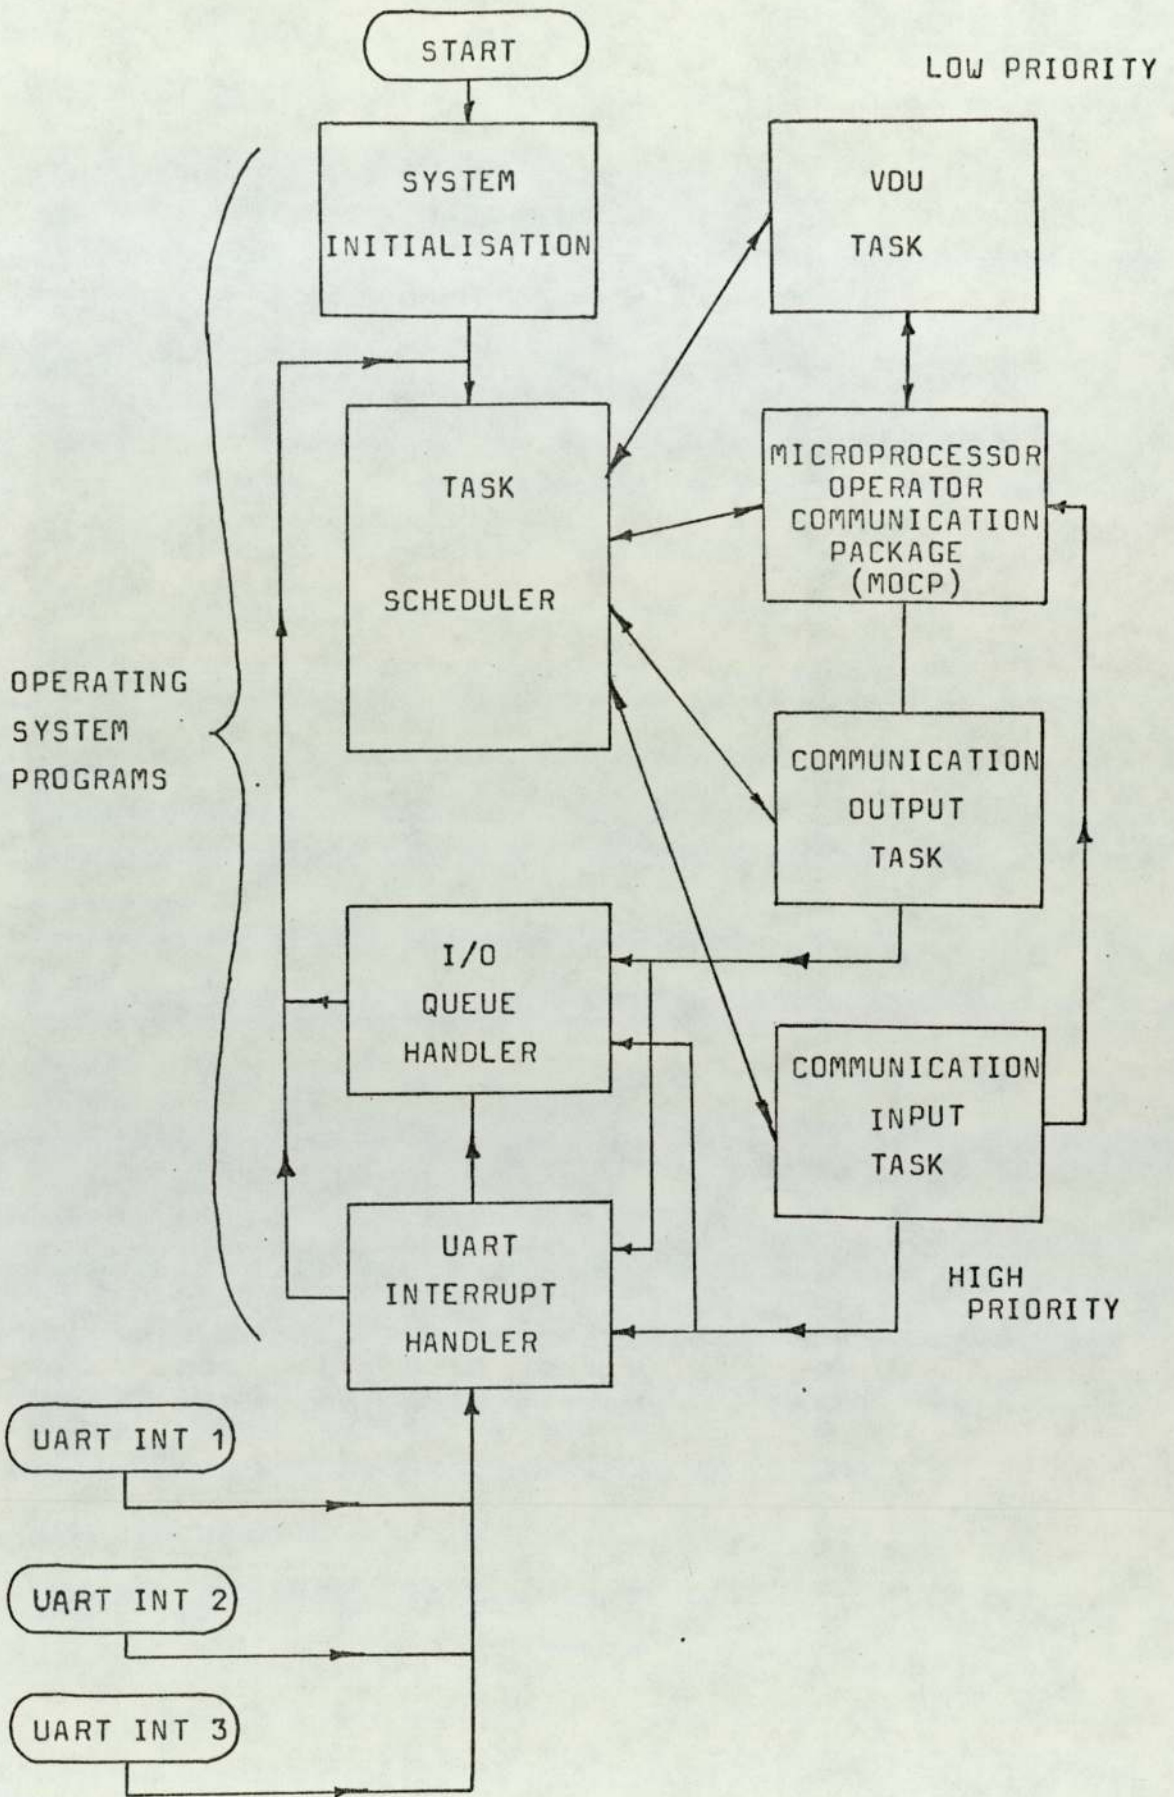 START
LOW PRIORITY
SYSTEM
INITIALISATION
VDU
TASK
TASK
SCHEDULER
MICROPROCESSOR
OPERATOR
COMMUNICATION
PACKAGE
(MOCP)
OPERATING
SYSTEM
PROGRAMS
COMMUNICATION
OUTPUT
TASK
I/O
QUEUE
HANDLER
COMMUNICATION
INPUT
TASK
UART
INTERRUPT
HANDLER
HIGH
PRIORITY
UART INT 1
UART INT 2
UART INT 3